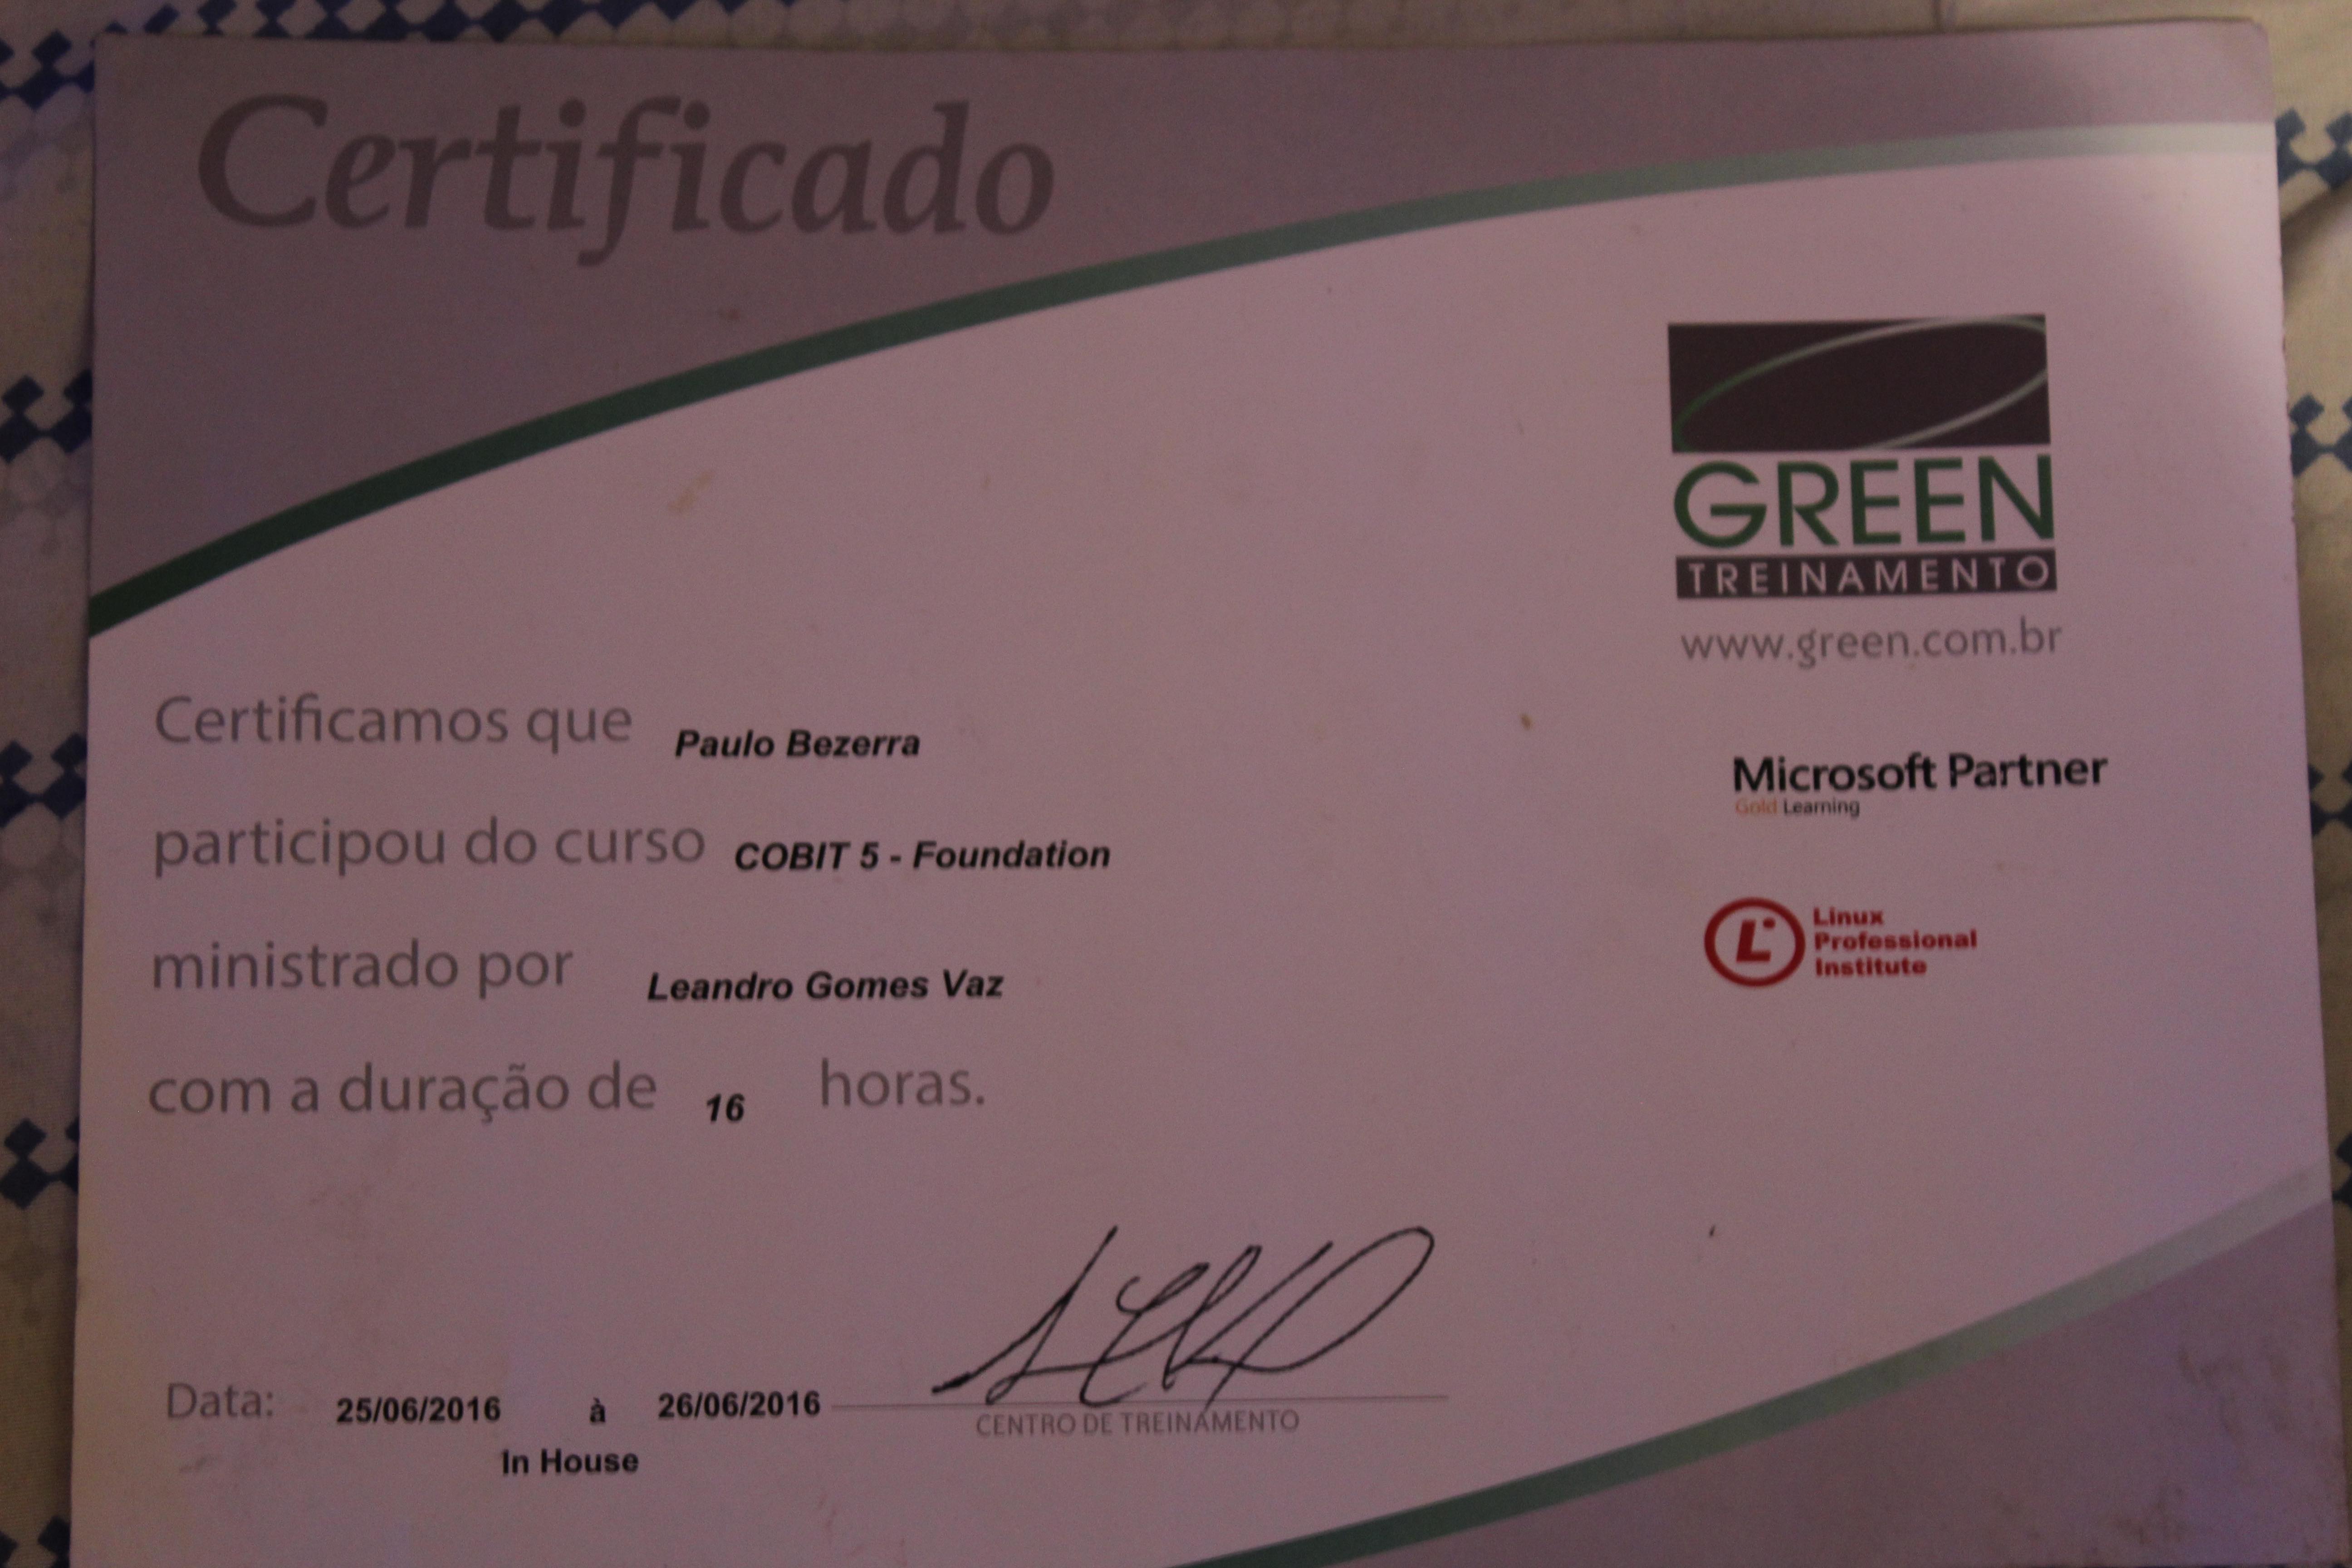 Certificado
GREEN
TREINAMENTO
www.green.com.br
Certificamos que Paulo Bezerra
participou do curso COBIT 5 - Foundation
ministrado por Leandro Gomes Vaz
com a duração de 16 horas.
Microsoft Partner
Gold Learning
Linux
Professional
Institute
Data: 25/06/2016 à 26/06/2016
In House
CENTRO DE TREINAMENTO